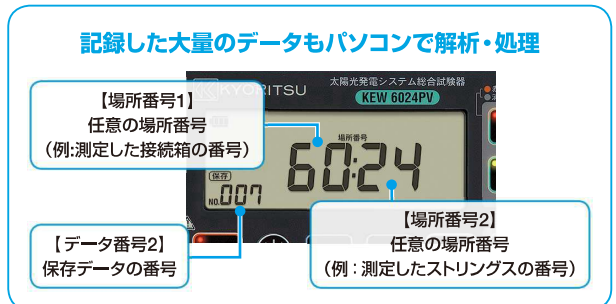 記録した大量のデータもパソコンで解析・処理
KYORITSU
太陽光発電システム総合試験器
KEW 6024PV
【場所番号1】
任意の場所番号
（例:測定した接続箱の番号）
場所番号
60:24
保存
NO.007
【データ番号2】
保存データの番号
【場所番号2】
任意の場所番号
（例：測定したストリングスの番号）